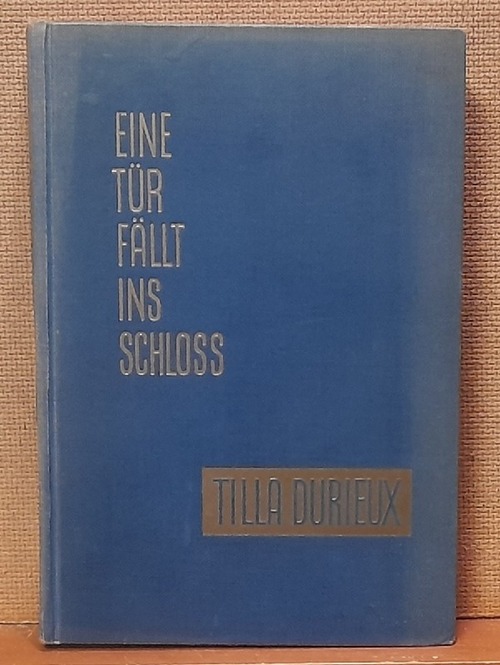 EINE
TÜR
FÄLLT
INS
SCHLOSS
TILLA DURIEUX